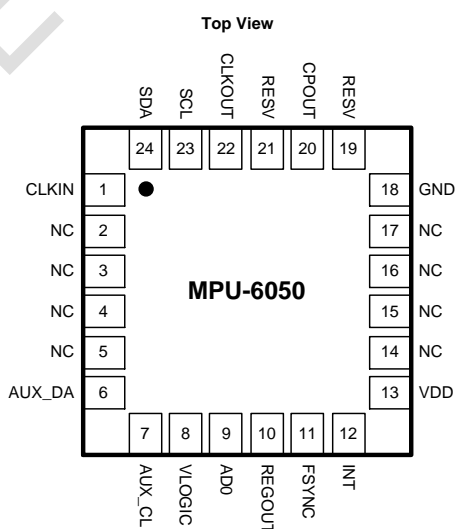 Top View
SDA
SCL
CLKOUT
RESV
CPOUT
RESV
24 23 22 21 20 19
CLKIN 1 18 GND
NC 2 17 NC
NC 3 16 NC
MPU-6050
NC 4 15 NC
NC 5 14 NC
AUX_DA 6 13 VDD
7 8 9 10 11 12
AUX_CL
VLOGIC
AD0
REGOUT
FSYNC
INT